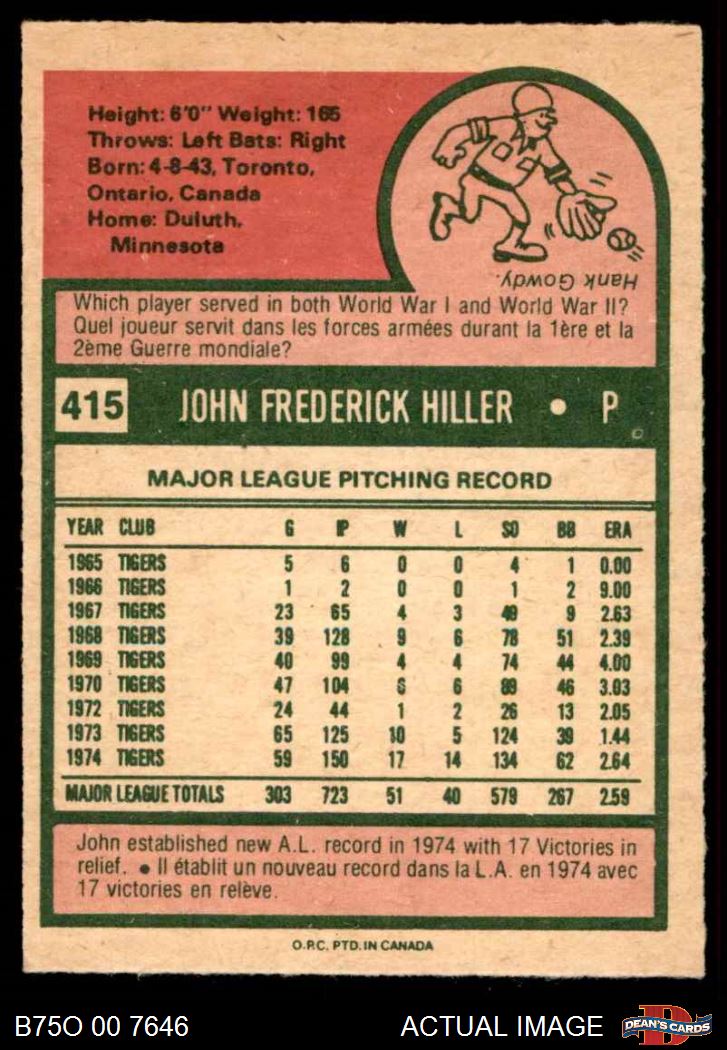 Height: 6'0" Weight: 165
Throws: Left Bats: Right
Born: 4-8-43, Toronto,
Ontario, Canada
Home: Duluth,
Minnesota
Hank Gowdy.
Which player served in both World War I and World War II?
Quel joueur servit dans les forces armées durant la 1ère et la
2ème Guerre mondiale?
415 JOHN FREDERICK HILLER • P
MAJOR LEAGUE PITCHING RECORD
YEAR CLUB G IP W L SO BB ERA
1965 TIGERS 5 6 0 0 4 1 0.00
1966 TIGERS 1 2 0 0 1 2 9.00
1967 TIGERS 23 65 4 3 49 9 2.63
1968 TIGERS 39 128 9 6 78 51 2.39
1969 TIGERS 40 99 4 4 74 44 4.00
1970 TIGERS 47 104 6 6 89 46 3.03
1972 TIGERS 24 44 1 2 26 13 2.05
1973 TIGERS 65 125 10 5 124 39 1.44
1974 TIGERS 59 150 17 14 134 62 2.64
MAJOR LEAGUE TOTALS 303 723 51 40 579 267 2.59
John established new A.L. record in 1974 with 17 Victories in
relief. • Il établit un nouveau record dans la L.A. en 1974 avec
17 victories en relève.
O.P.C. PTD. IN CANADA
B75O 00 7646 ACTUAL IMAGE D DEAN'S CARDS